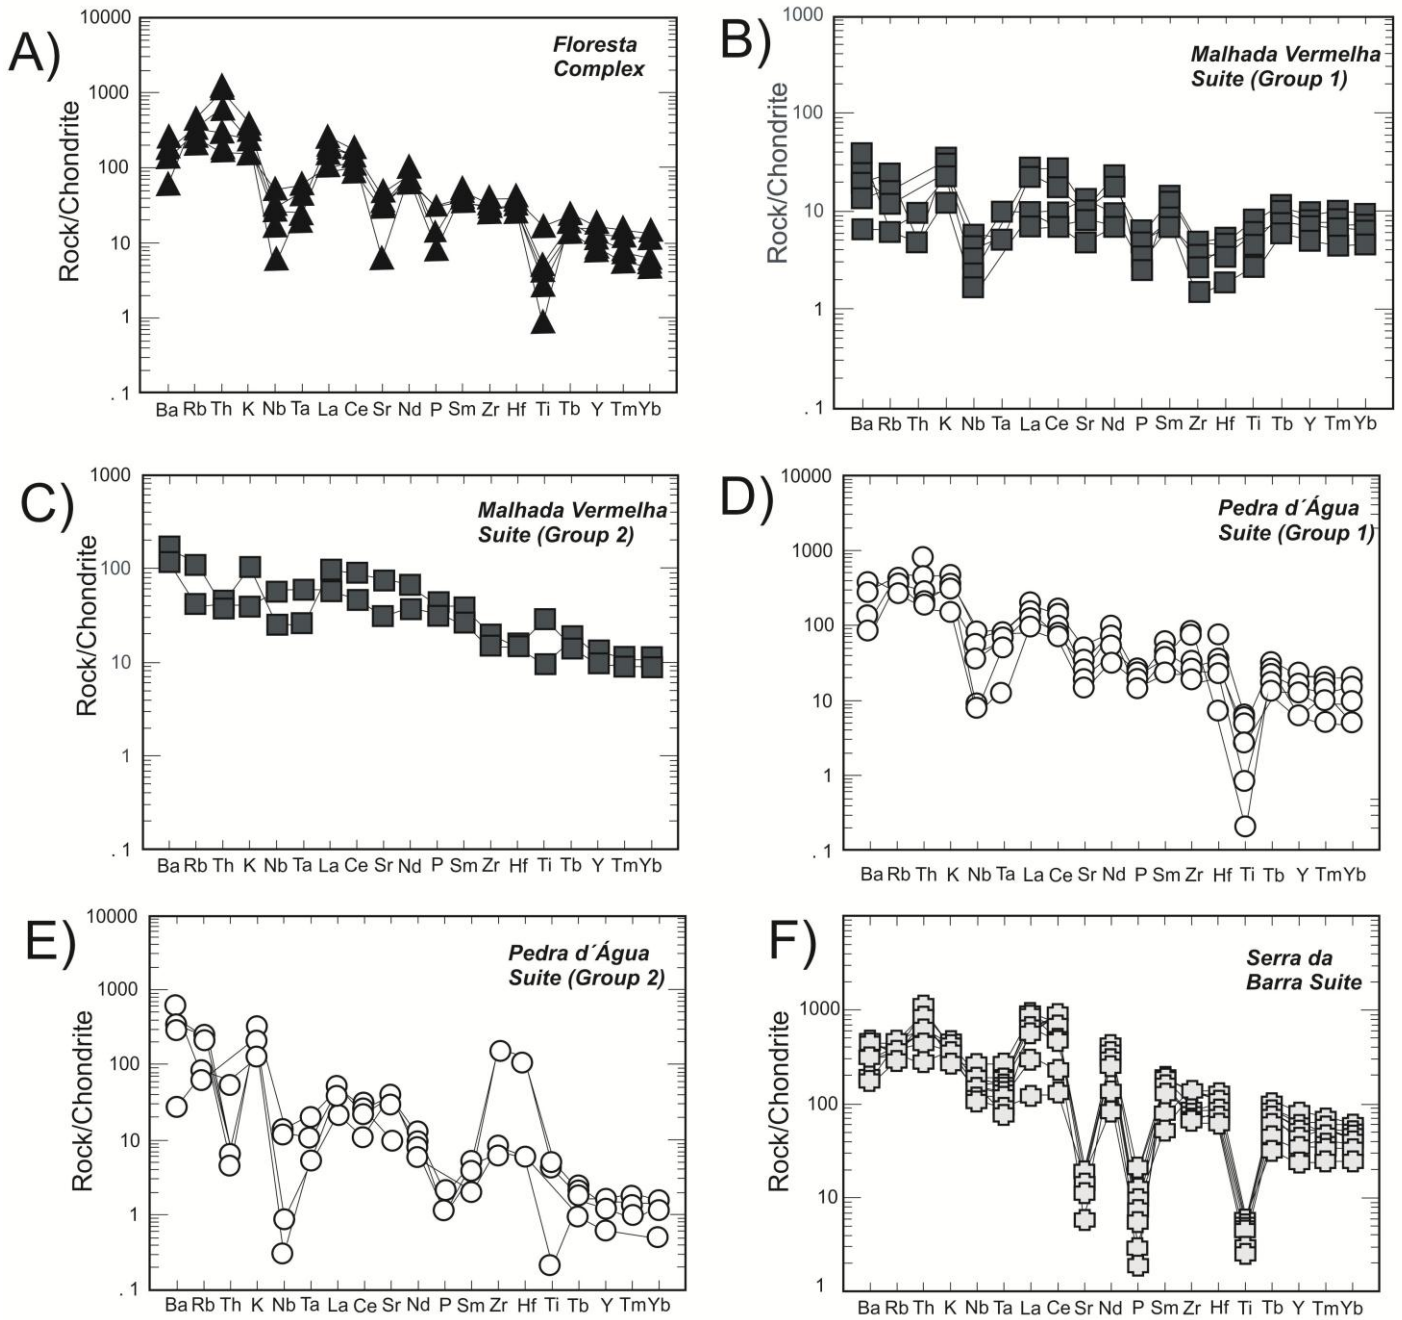 A)
Floresta
Complex
Rock/Chondrite
10000
1000
100
10
1
. 1
Ba Rb Th K Nb Ta La Ce Sr Nd P Sm Zr Hf Ti Tb Y Tm Yb
B)
Malhada Vermelha
Suite (Group 1)
Rock/Chondrite
1000
100
10
1
. 1
Ba Rb Th K Nb Ta La Ce Sr Nd P Sm Zr Hf Ti Tb Y Tm Yb
C)
Malhada Vermelha
Suite (Group 2)
Rock/Chondrite
1000
100
10
1
. 1
Ba Rb Th K Nb Ta La Ce Sr Nd P Sm Zr Hf Ti Tb Y Tm Yb
D)
Pedra d´Água
Suite (Group 1)
Rock/Chondrite
10000
1000
100
10
1
. 1
Ba Rb Th K Nb Ta La Ce Sr Nd P Sm Zr Hf Ti Tb Y Tm Yb
E)
Pedra d´Água
Suite (Group 2)
Rock/Chondrite
10000
1000
100
10
1
. 1
Ba Rb Th K Nb Ta La Ce Sr Nd P Sm Zr Hf Ti Tb Y Tm Yb
F)
Serra da
Barra Suite
Rock/Chondrite
1000
100
10
1
Ba Rb Th K Nb Ta La Ce Sr Nd P Sm Zr Hf Ti Tb Y Tm Yb